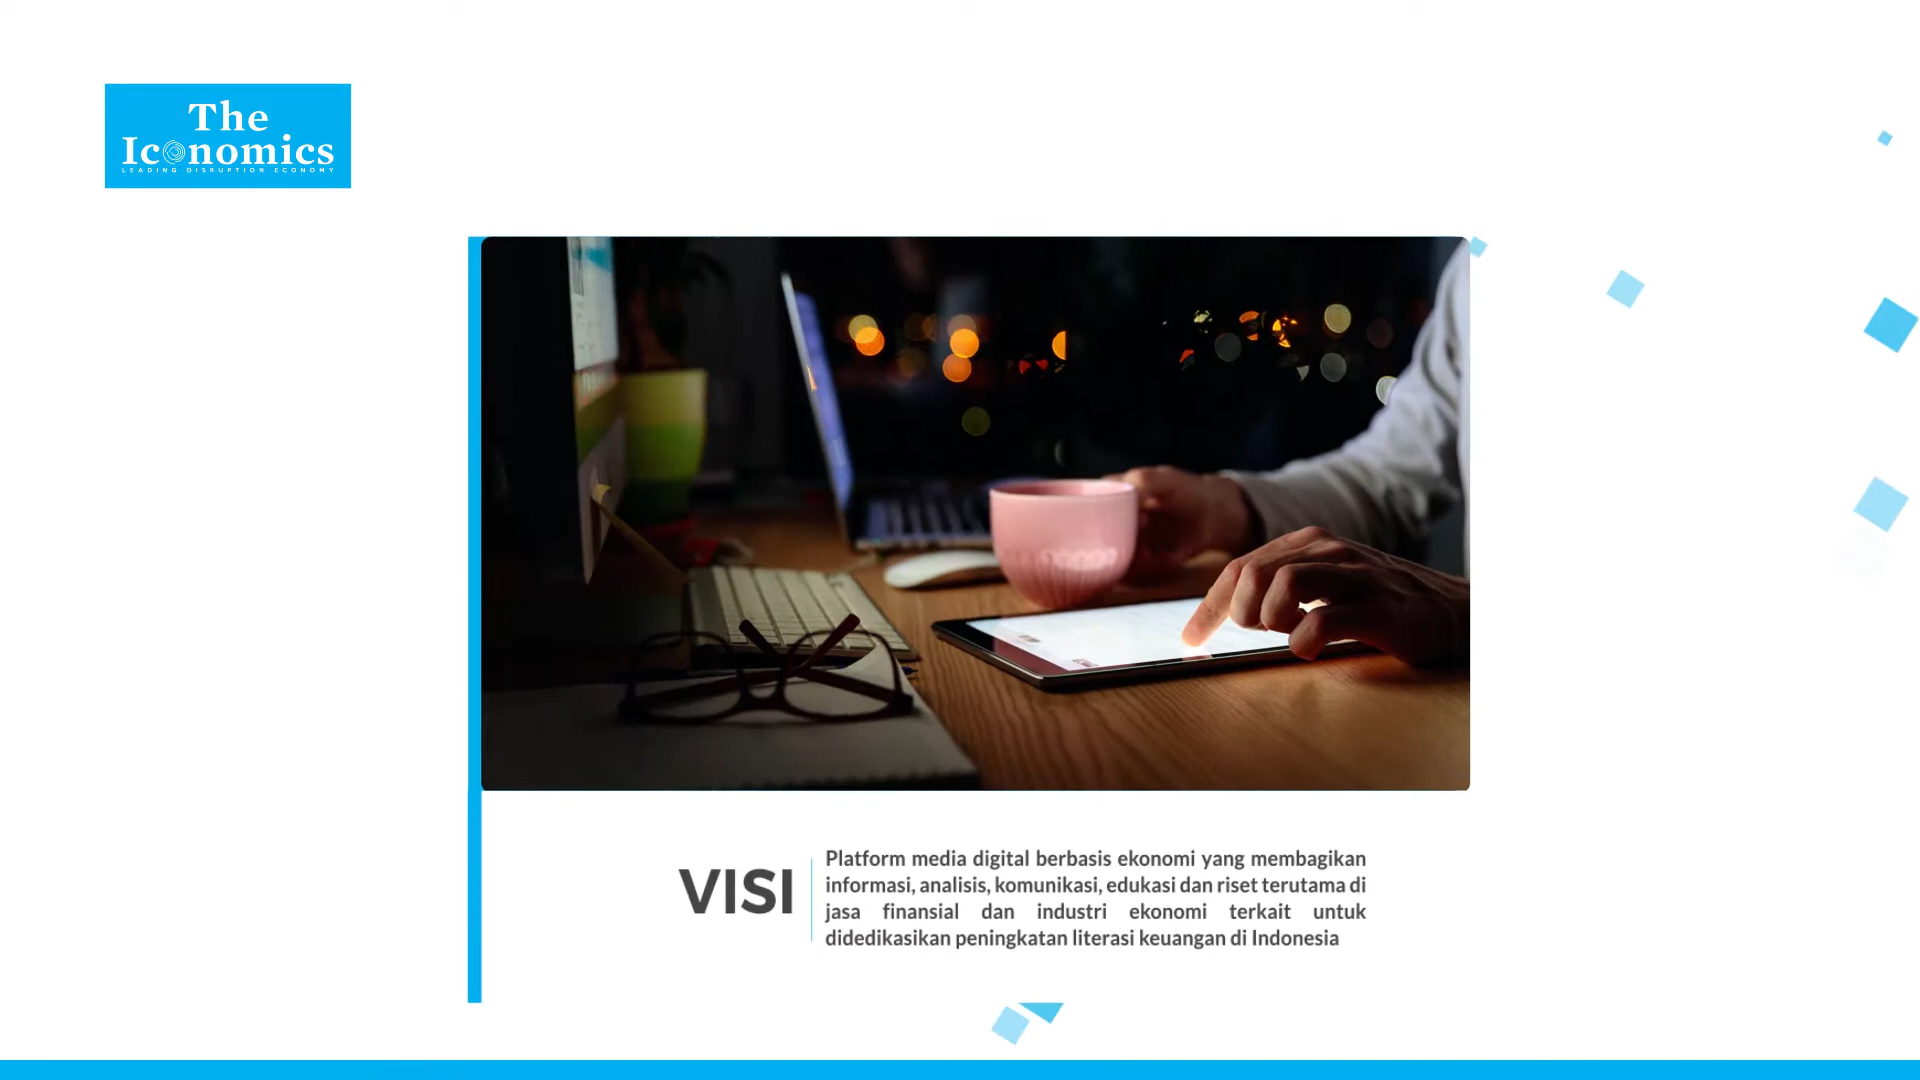 The
Iconomics
LEADING DISRUPTION ECONOMY
VISI
Platform media digital berbasis ekonomi yang membagikan
informasi, analisis, komunikasi, edukasi dan riset terutama di
jasa finansial dan industri ekonomi terkait untuk
didedikasikan peningkatan literasi keuangan di Indonesia